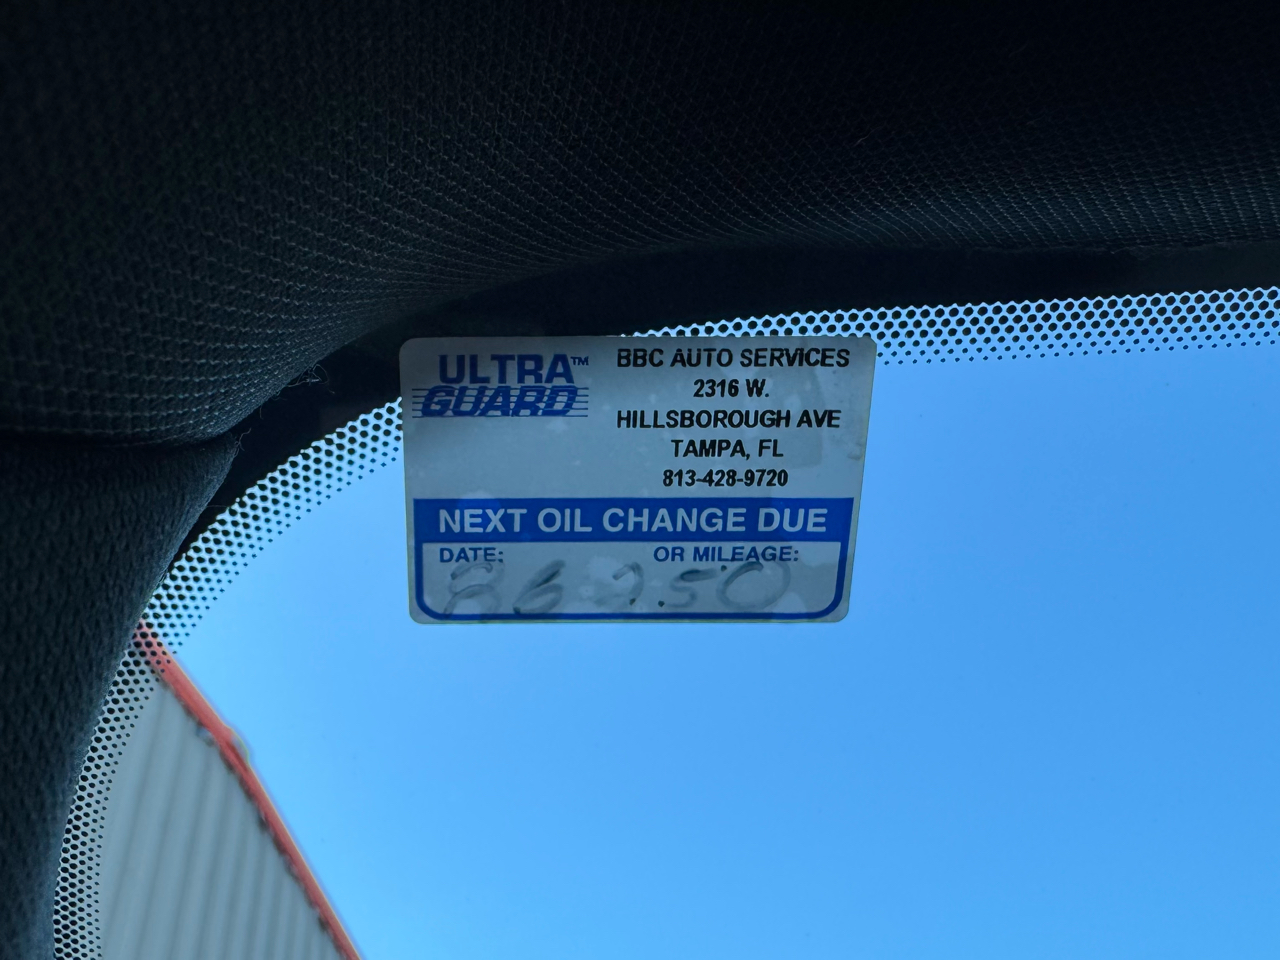 ULTRA™
GUARD
BBC AUTO SERVICES
2316 W.
HILLSBOROUGH AVE
TAMPA, FL
813-428-9720
NEXT OIL CHANGE DUE
DATE: OR MILEAGE: